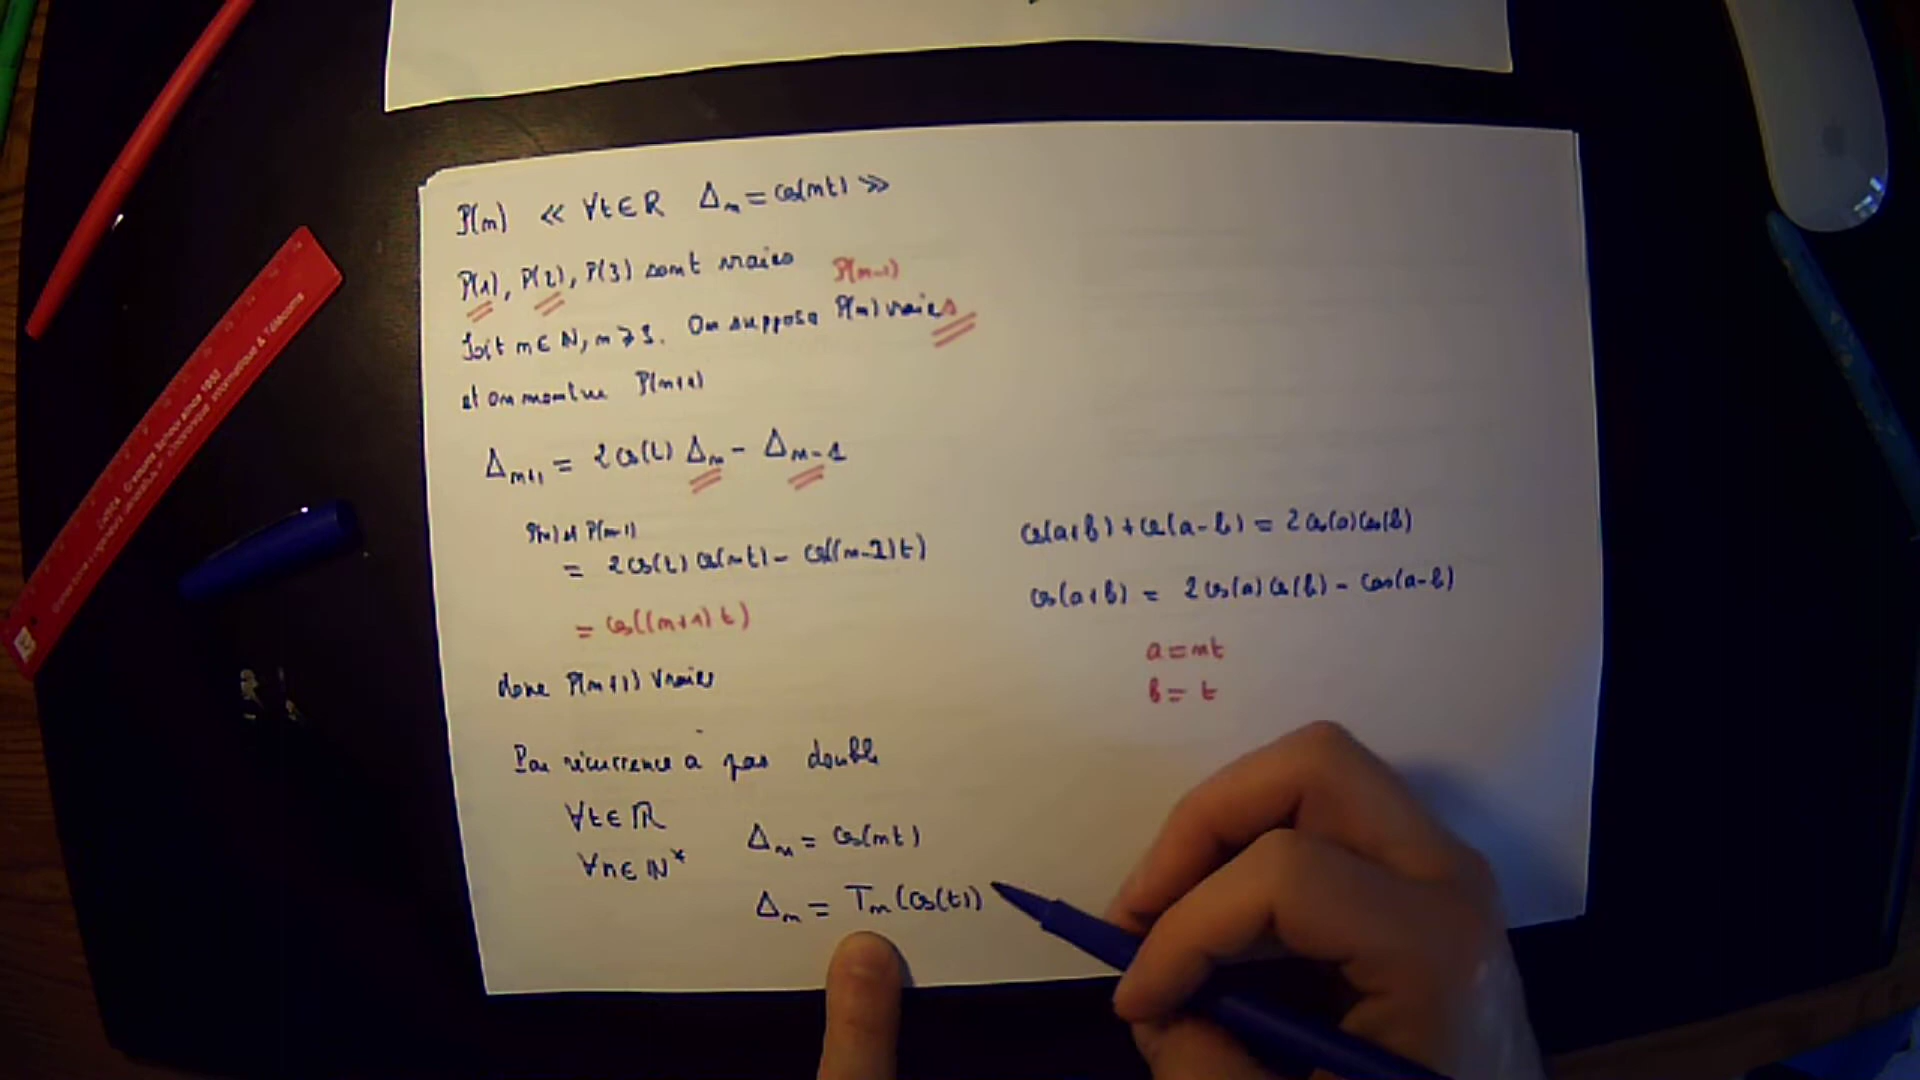 P(n) « ∀t∈ℝ Δₙ = cos(nt) »
P(1), P(2), P(3) sont vraies
P(n-1)
Soit n∈ℕ, n⩾3. On suppose P(n) vraies
et on montre P(n+1)
Δₙ₊₁ = 2cos(t) Δₙ - Δₙ₋₁
P(n) et P(n-1)
= 2cos(t) cos(nt) - cos((n-1)t)
= cos((n+1)t)
donc P(n+1) vraie
Par récurrence à pas double
∀t∈ℝ
∀n∈ℕ* Δₙ = cos(nt)
Δₙ = Tₙ(cos(t))
cos(a+b)+cos(a-b) = 2cos(a)cos(b)
cos(a+b) = 2cos(a)cos(b) - cos(a-b)
a = nt
b = t